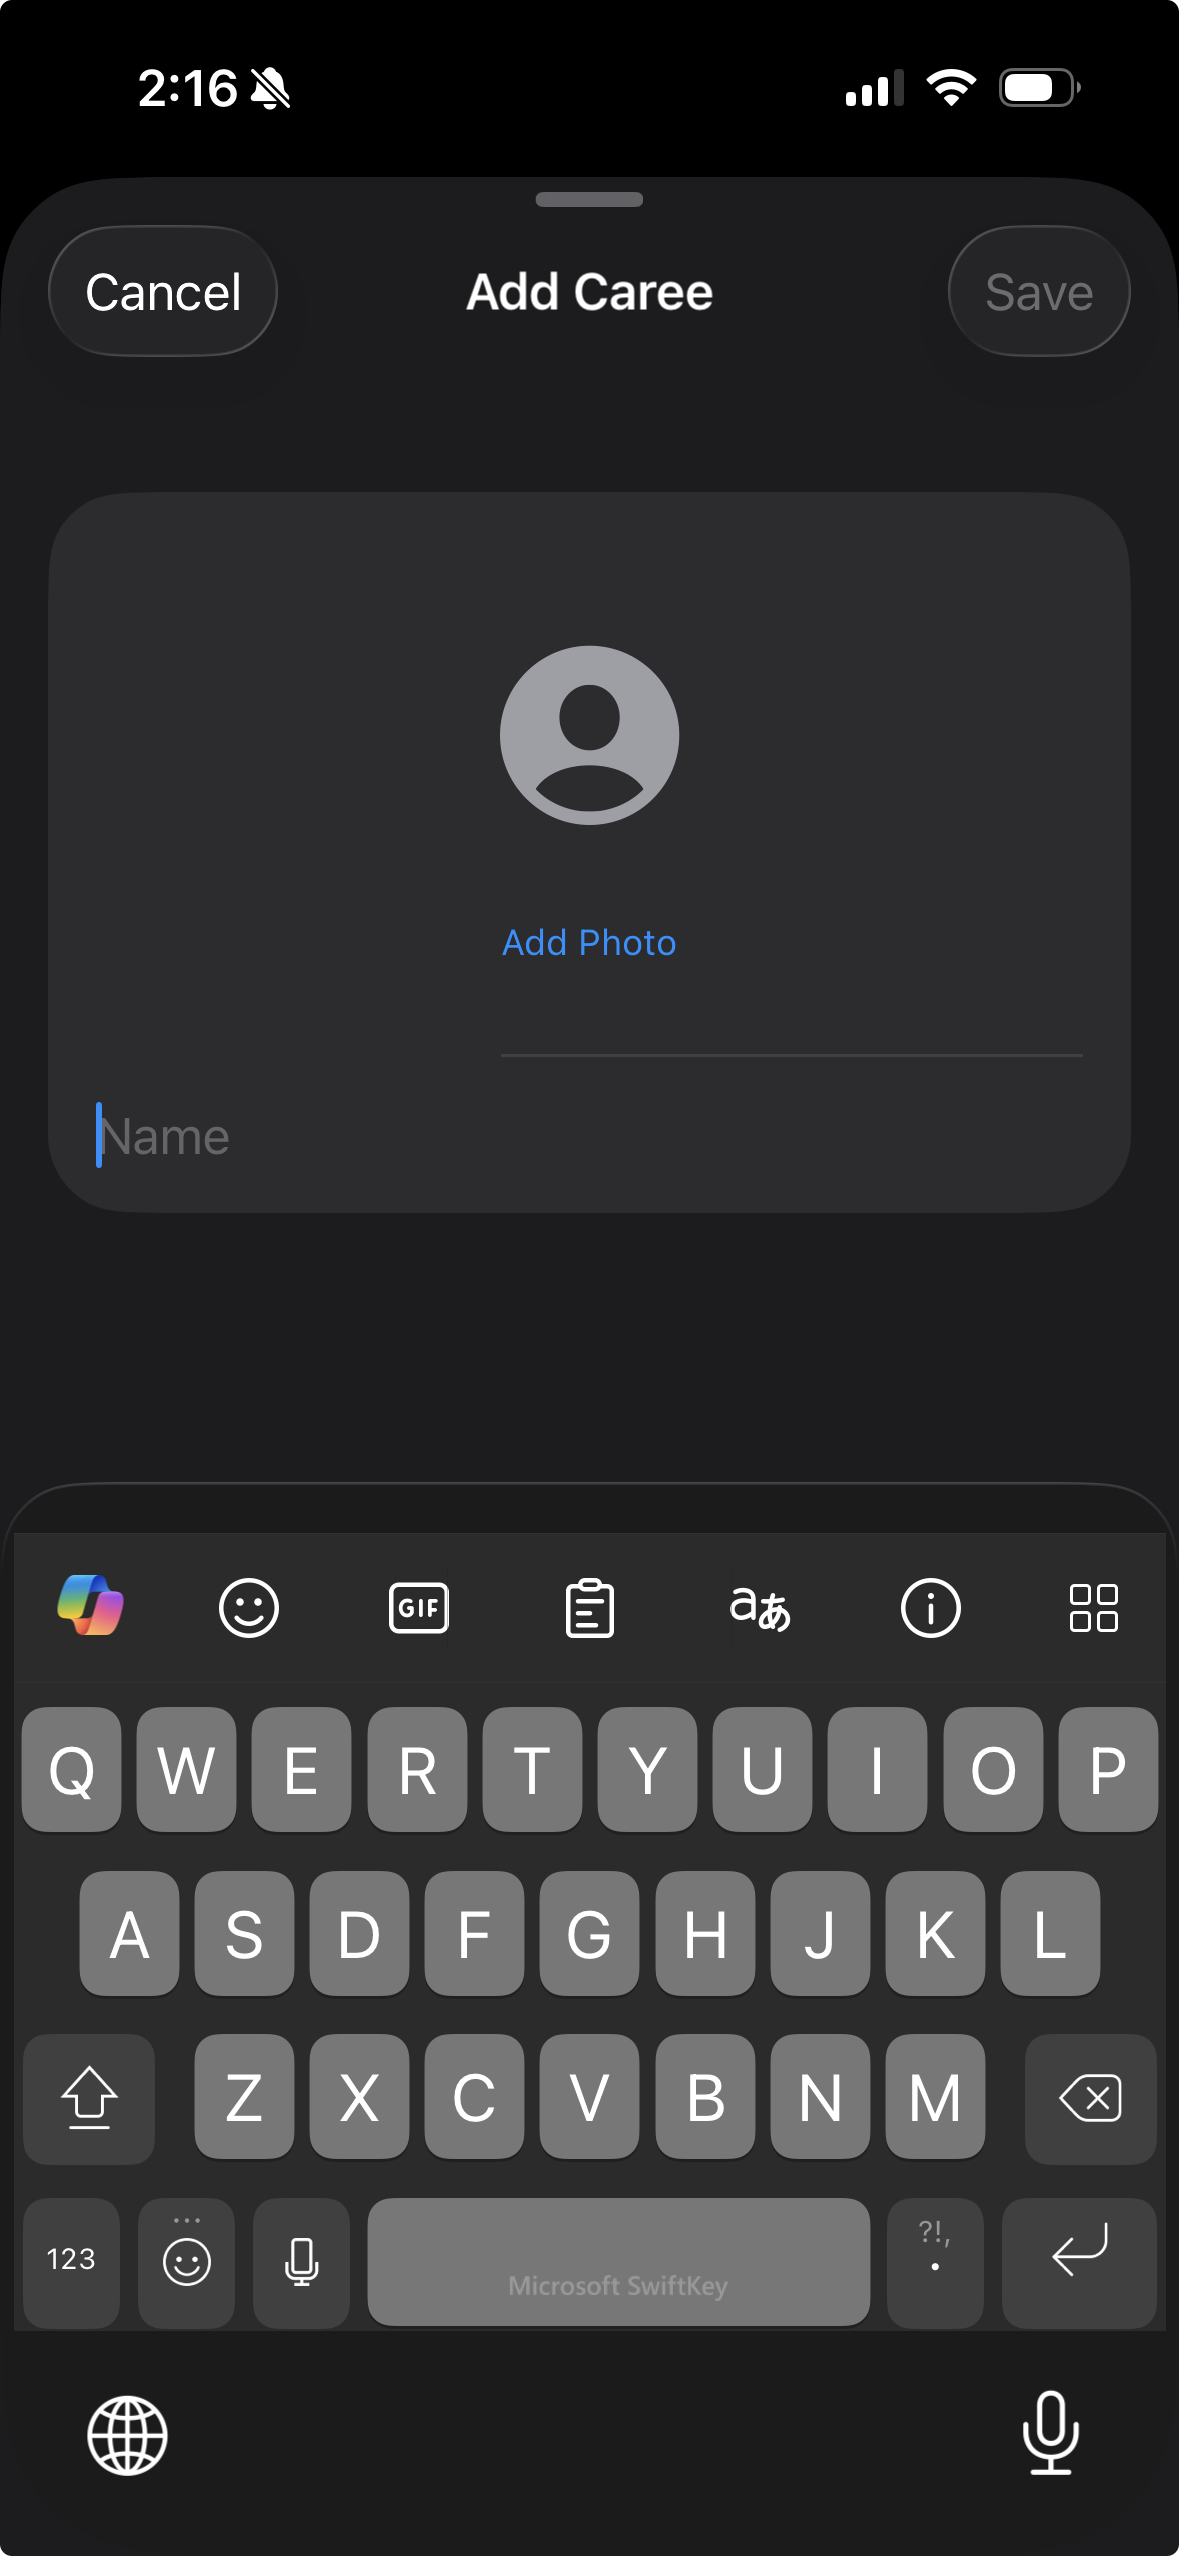 2:16
Cancel Add Caree Save
Add Photo
Name
GIF aあ
Q W E R T Y U I O P
A S D F G H J K L
Z X C V B N M
123 Microsoft SwiftKey ?!, .